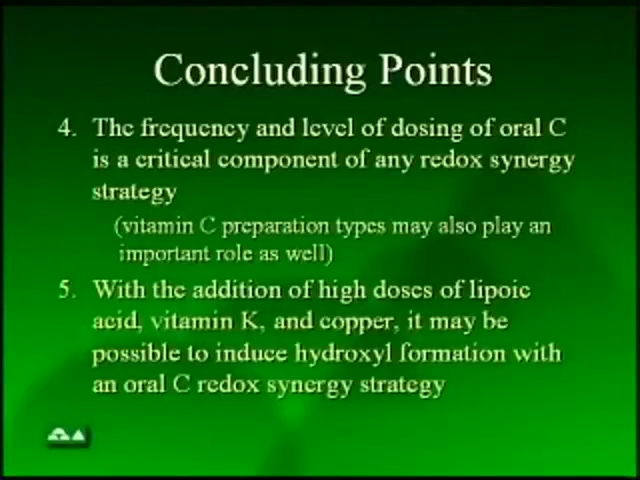 Concluding Points
4. The frequency and level of dosing of oral C
is a critical component of any redox synergy
strategy
(vitamin C preparation types may also play an
important role as well)
5. With the addition of high doses of lipoic
acid, vitamin K, and copper, it may be
possible to induce hydroxyl formation with
an oral C redox synergy strategy